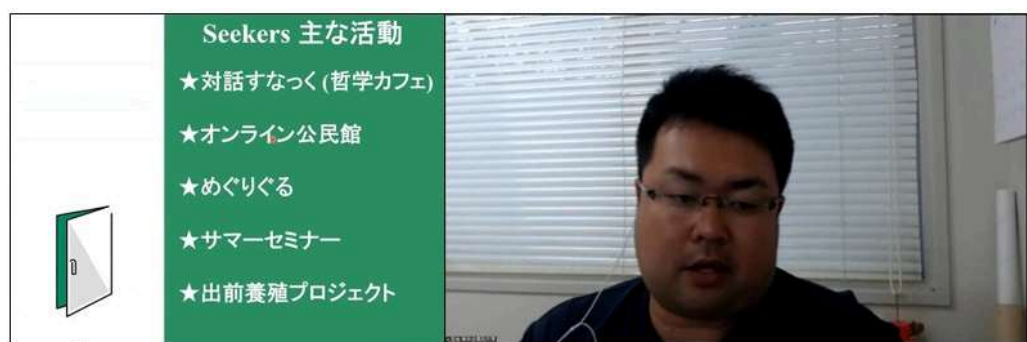 Seekers 主な活動
★対話すなっく(哲学カフェ)
★オンライン公民館
★めぐりぐる
★サマーセミナー
★出前養殖プロジェクト